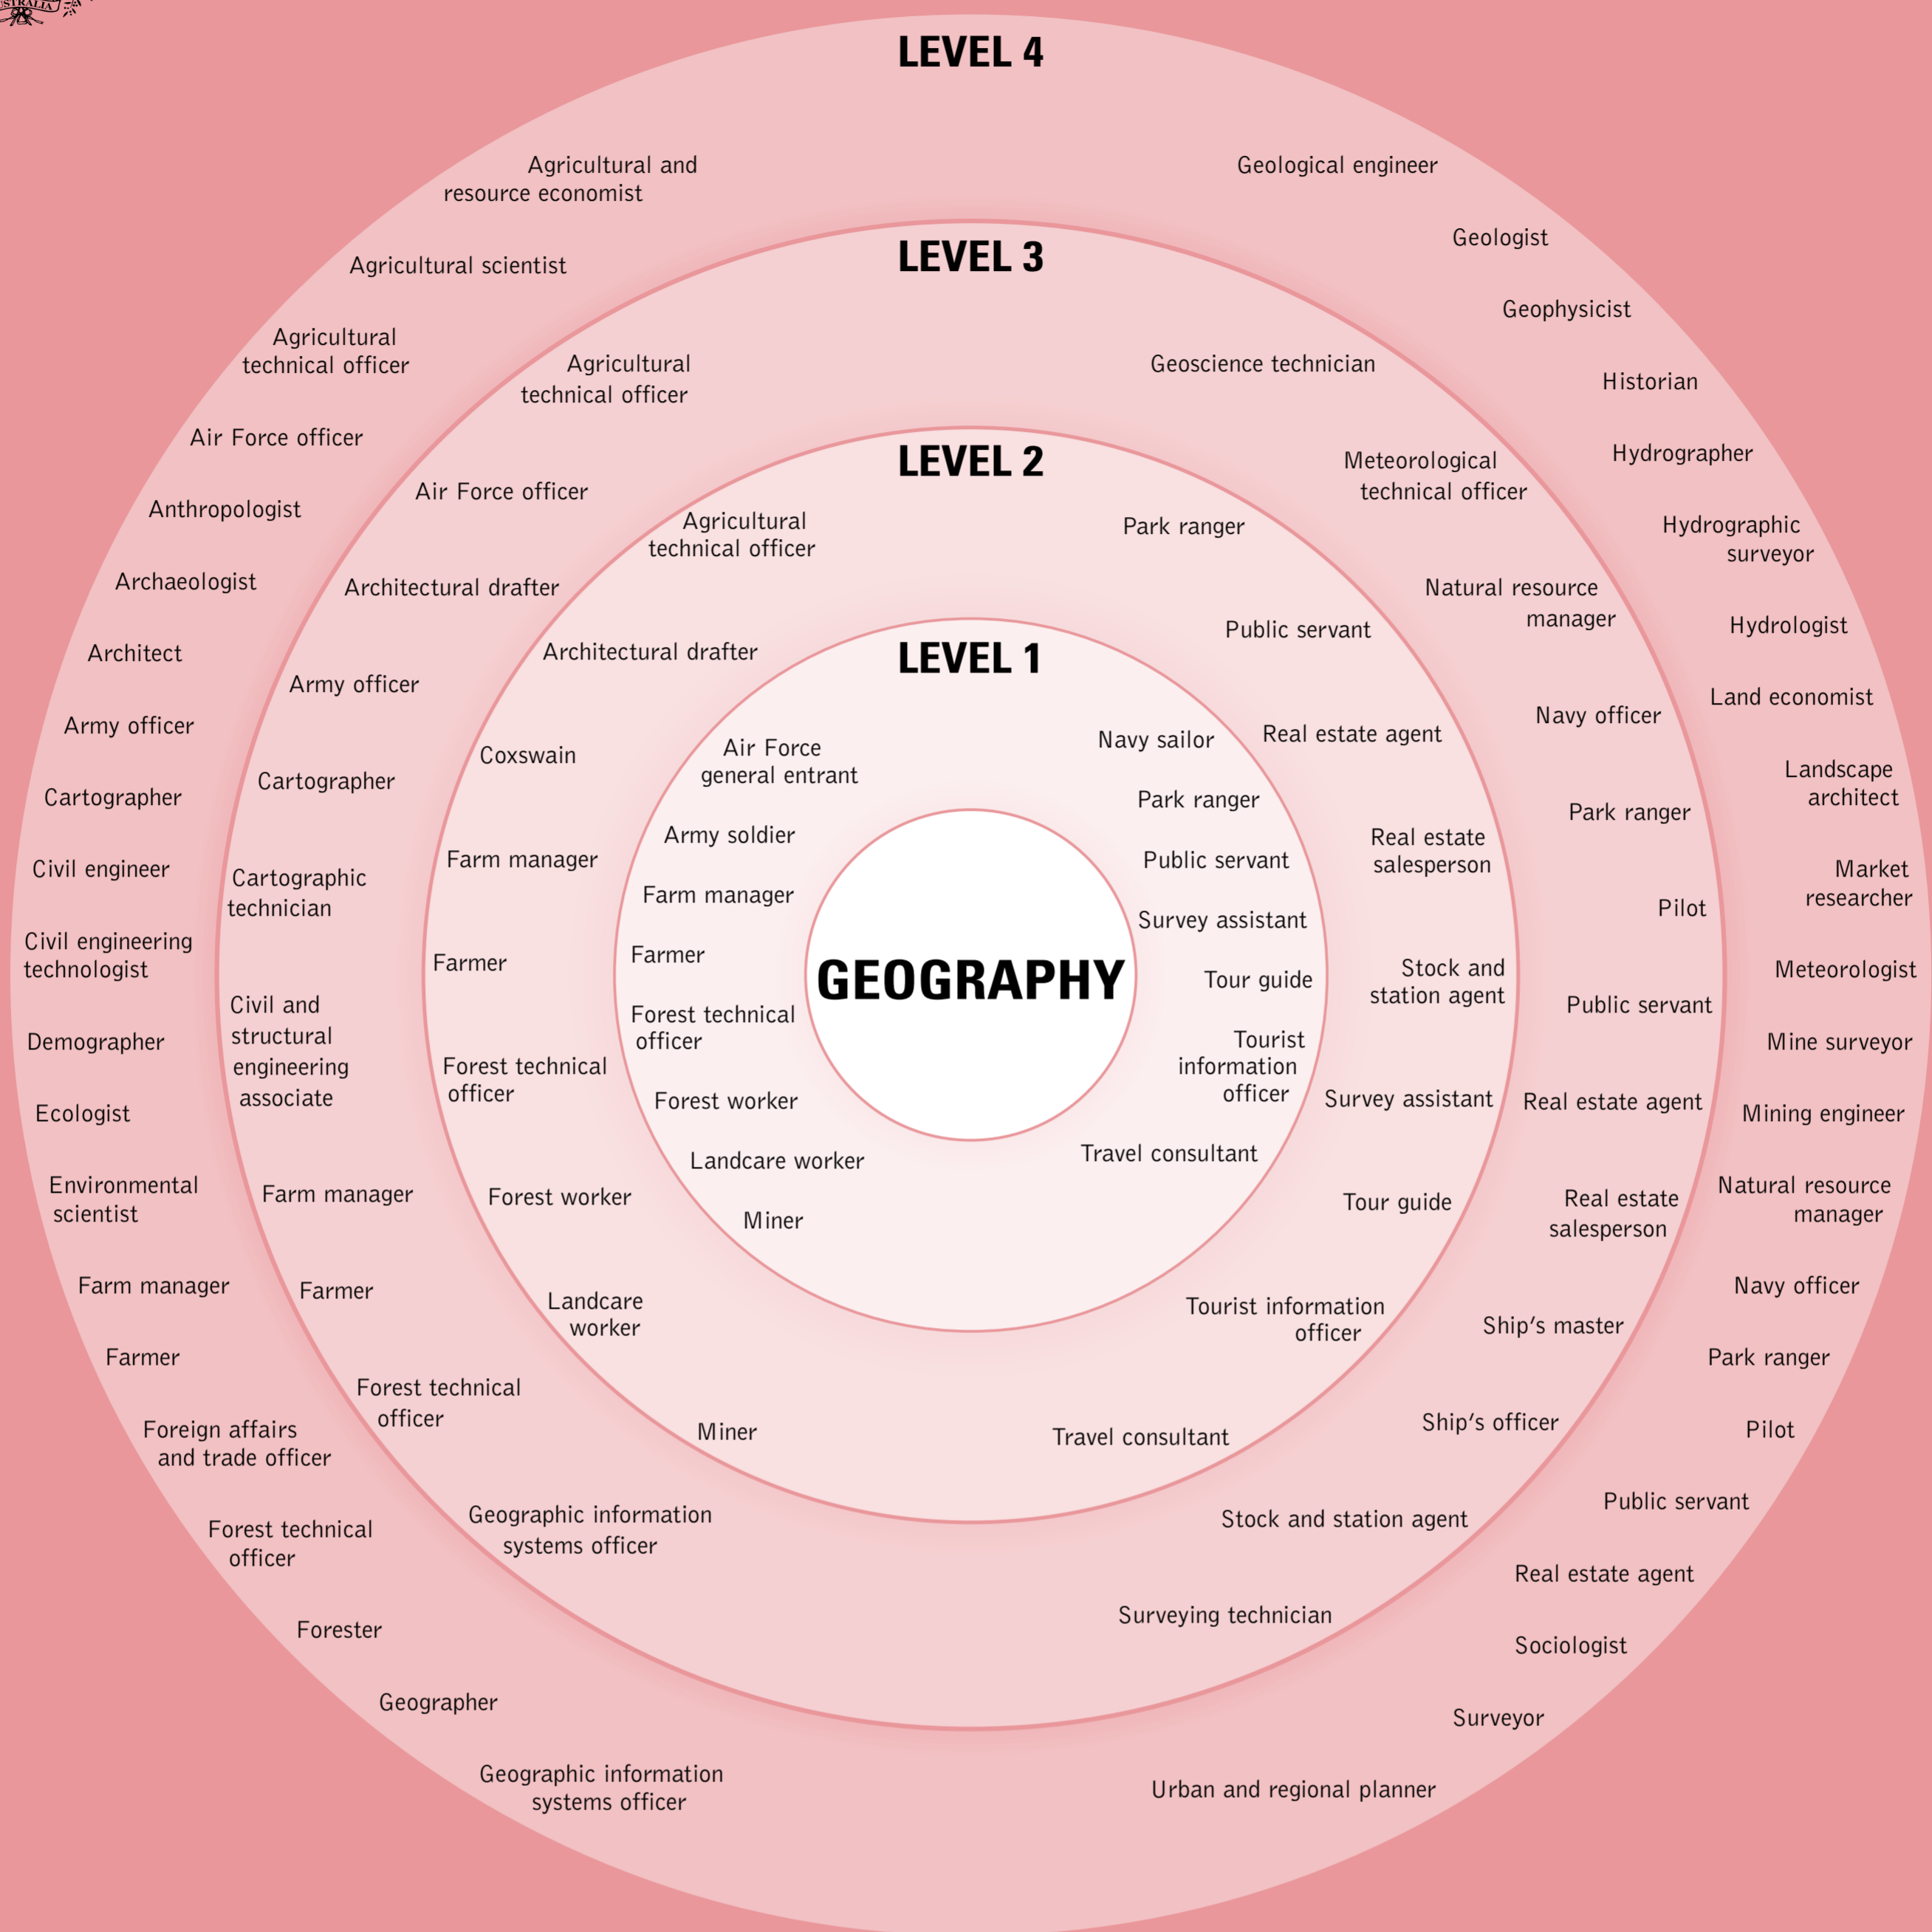 USTRALIA
LEVEL 4
Agricultural and
resource economist
Agricultural scientist
Agricultural
technical officer
Air Force officer
Anthropologist
Archaeologist
Architect
Army officer
Cartographer
Civil engineer
Civil engineering
technologist
Demographer
Ecologist
Environmental
scientist
Farm manager
Farmer
Foreign affairs
and trade officer
Forest technical
officer
Forester
Geographer
Geographic information
systems officer
Geological engineer
Geologist
Geophysicist
Historian
Hydrographer
Hydrographic
surveyor
Hydrologist
Land economist
Landscape
architect
Market
researcher
Meteorologist
Mine surveyor
Mining engineer
Natural resource
manager
Navy officer
Park ranger
Pilot
Public servant
Real estate agent
Sociologist
Surveyor
Urban and regional planner
LEVEL 3
Agricultural
technical officer
Air Force officer
Architectural drafter
Army officer
Cartographer
Cartographic
technician
Civil and
structural
engineering
associate
Farm manager
Farmer
Forest technical
officer
Geographic information
systems officer
Geoscience technician
Meteorological
technical officer
Natural resource
manager
Navy officer
Park ranger
Pilot
Public servant
Real estate agent
Real estate
salesperson
Ship's master
Ship's officer
Stock and station agent
Surveying technician
LEVEL 2
Agricultural
technical officer
Architectural drafter
Coxswain
Farm manager
Farmer
Forest technical
officer
Forest worker
Landcare
worker
Miner
Park ranger
Public servant
Real estate agent
Real estate
salesperson
Stock and
station agent
Survey assistant
Tour guide
Tourist information
officer
Travel consultant
LEVEL 1
Air Force
general entrant
Army soldier
Farm manager
Farmer
Forest technical
officer
Forest worker
Landcare worker
Miner
Navy sailor
Park ranger
Public servant
Survey assistant
Tour guide
Tourist
information
officer
Travel consultant
GEOGRAPHY